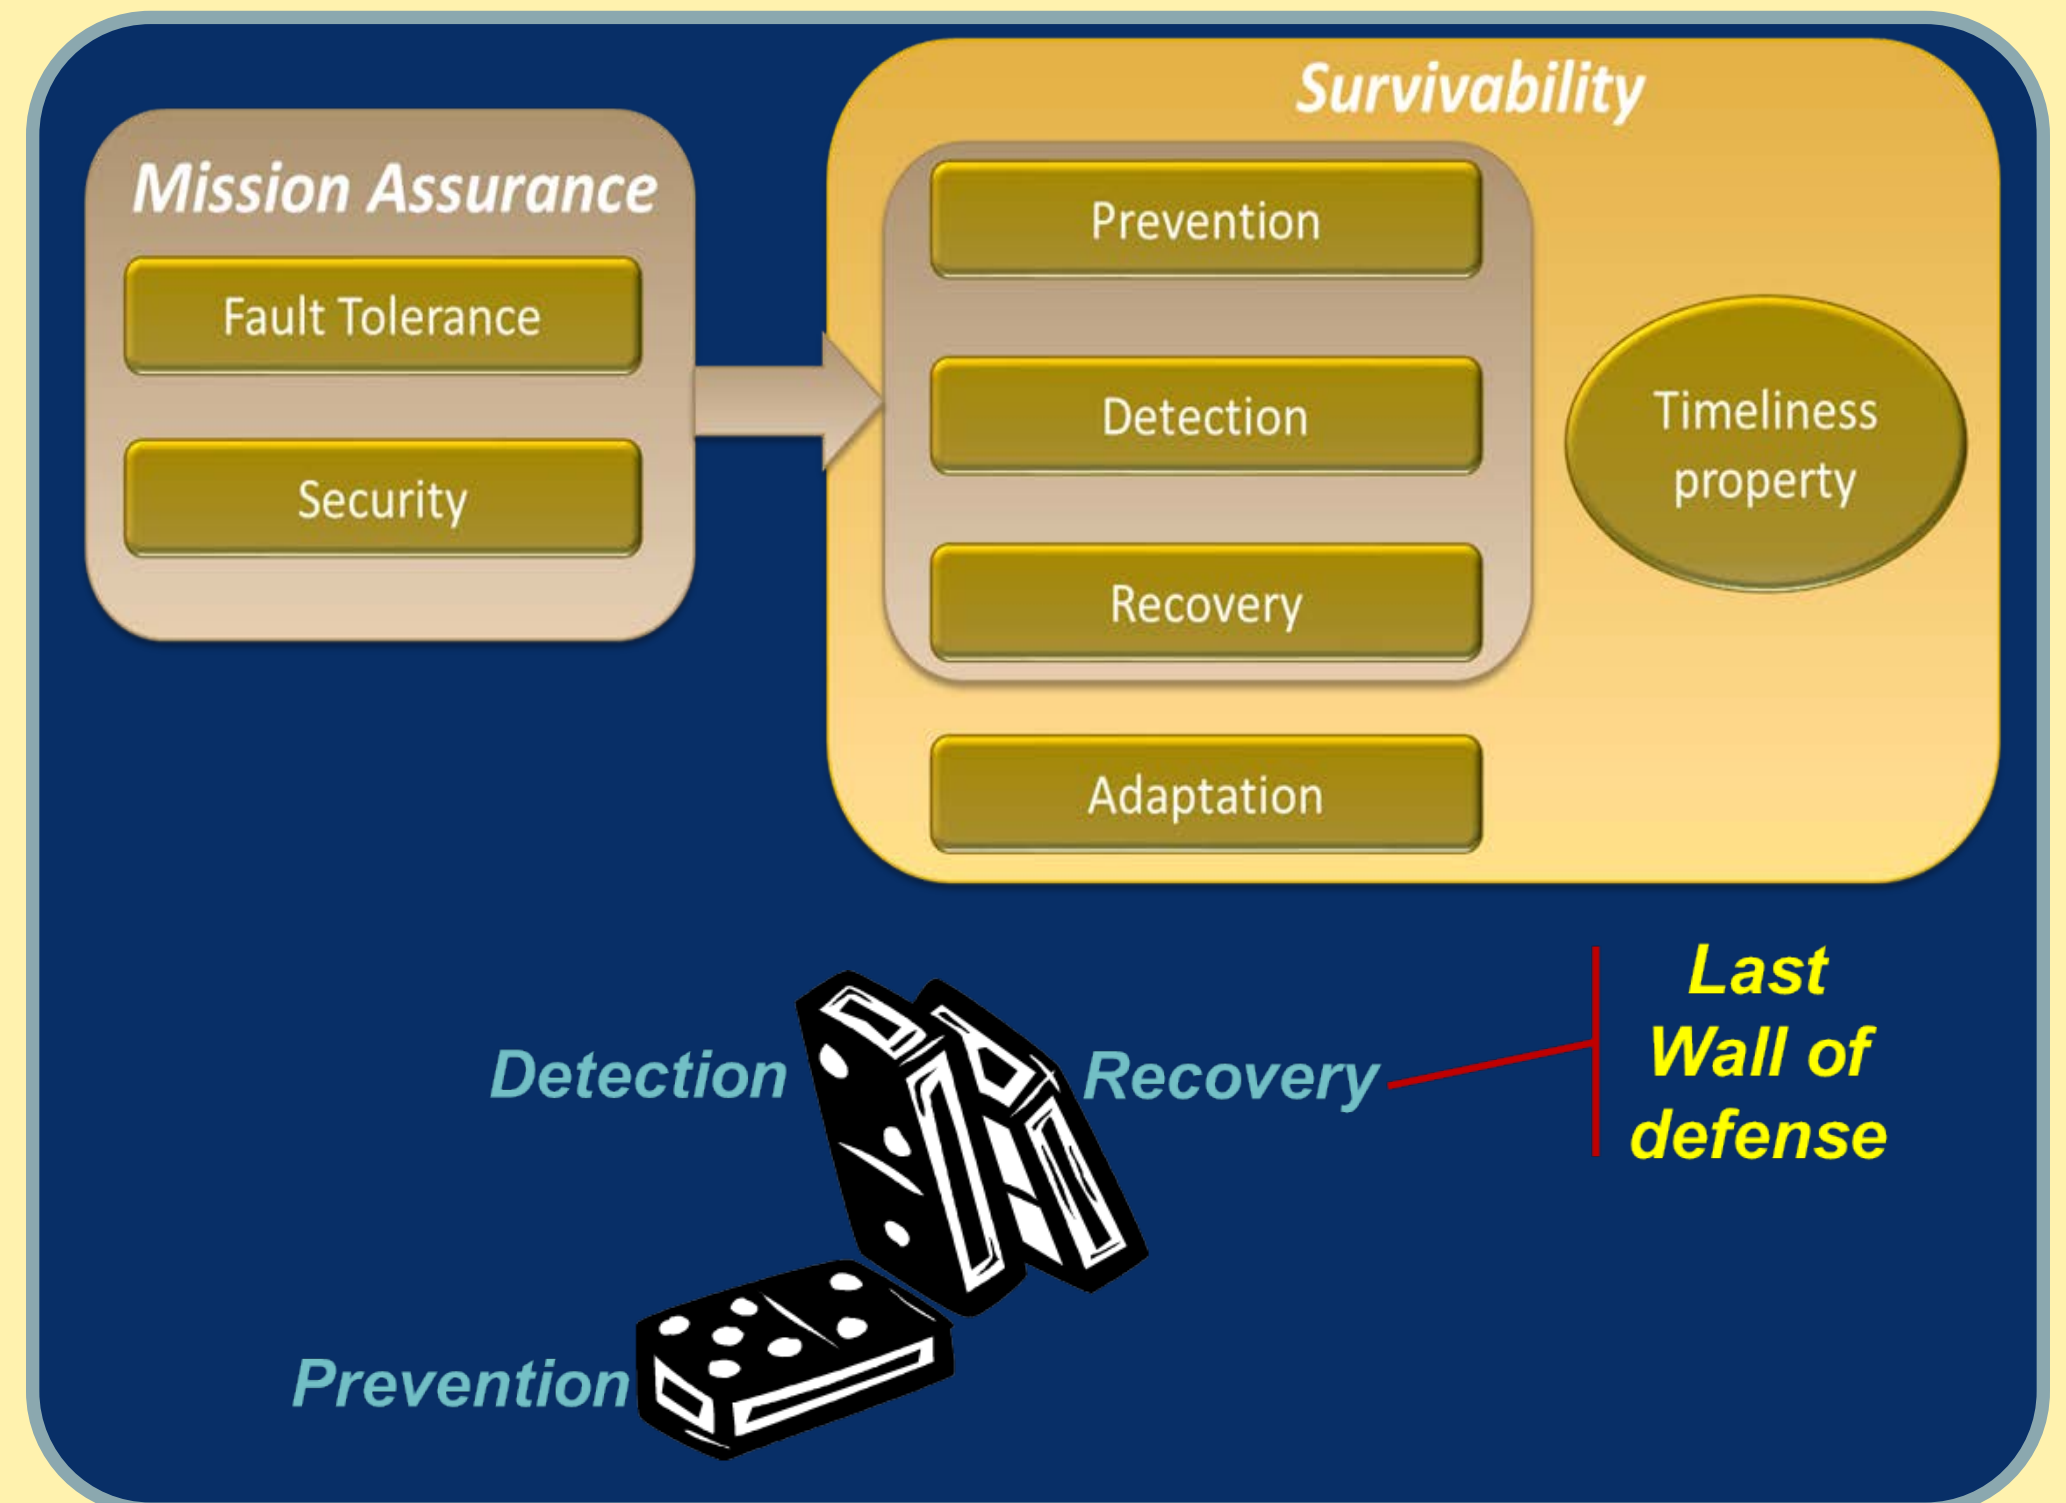 Survivability
Mission Assurance
Fault Tolerance
Security
Prevention
Detection
Recovery
Adaptation
Timeliness
property
Detection
Recovery
Last
Wall of
defense
Prevention